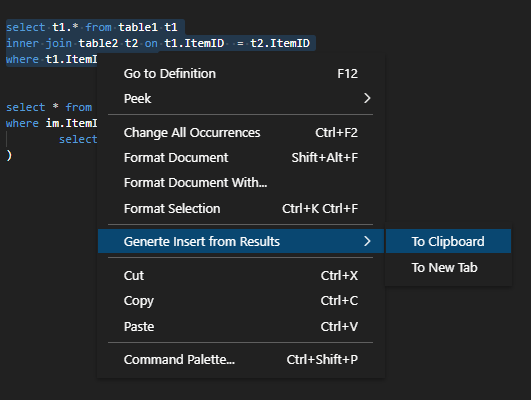 select t1.* from table1 t1
inner join table2 t2 on t1.ItemID = t2.ItemID
where t1.ItemI
select * from
where im.ItemI
select
)
Go to Definition F12
Peek
Change All Occurrences Ctrl+F2
Format Document Shift+Alt+F
Format Document With...
Format Selection Ctrl+K Ctrl+F
Generte Insert from Results
To Clipboard
To New Tab
Cut Ctrl+X
Copy Ctrl+C
Paste Ctrl+V
Command Palette... Ctrl+Shift+P